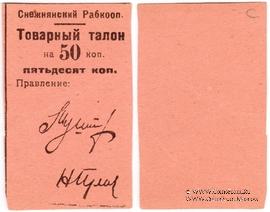 Снежнянский Рабкооп.
Товарный талон
на 50 коп.
пятьдесят коп.
Правление: